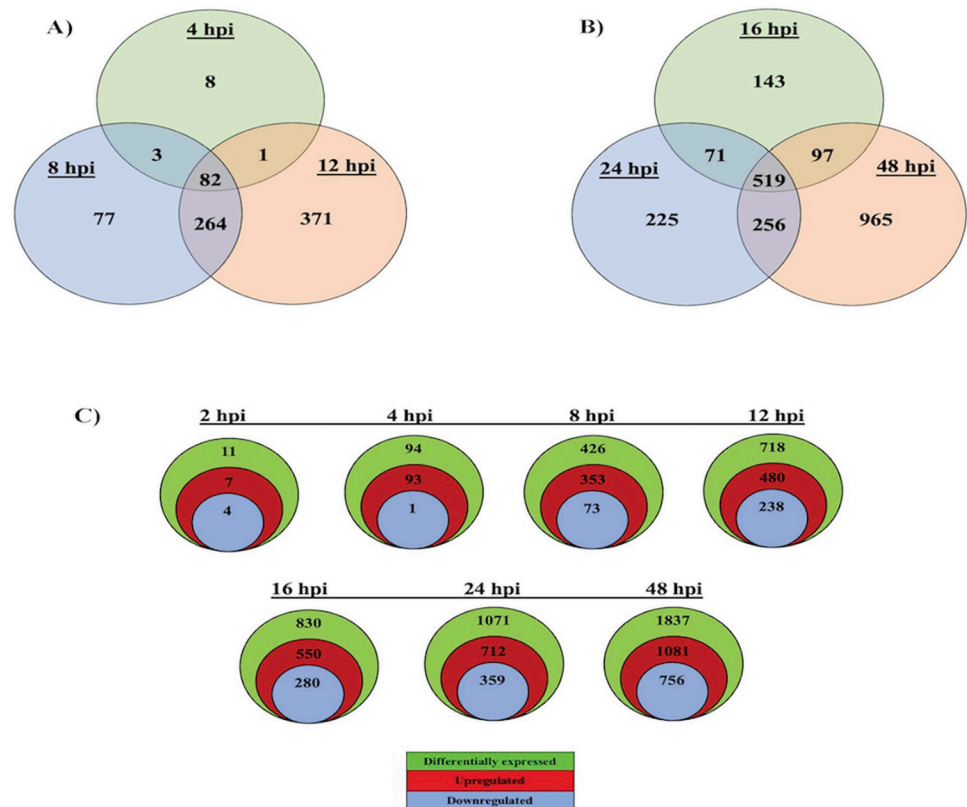 A)
4 hpi
8
3
1
8 hpi
12 hpi
82
77
264
371
B)
16 hpi
143
71
97
24 hpi
48 hpi
519
225
256
965
C)
2 hpi
4 hpi
8 hpi
12 hpi
11
7
4
94
93
1
426
353
73
718
480
238
16 hpi
24 hpi
48 hpi
830
550
280
1071
712
359
1837
1081
756
Differentially expressed
Upregulated
Downregulated